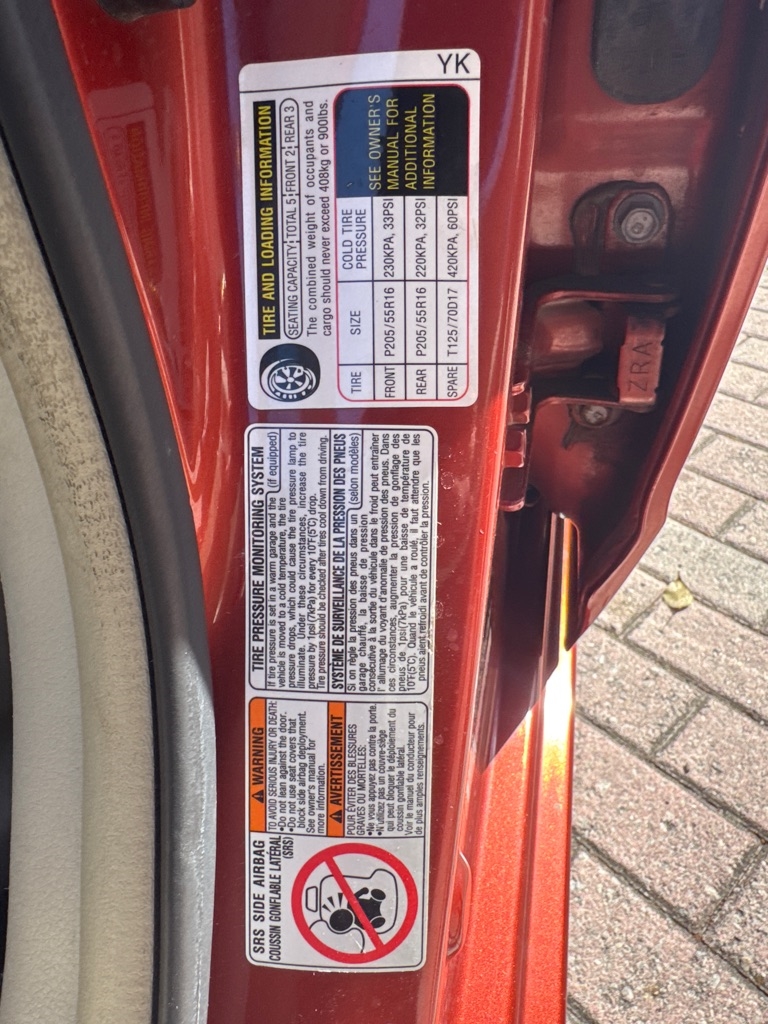 YK
TIRE AND LOADING INFORMATION
SEATING CAPACITY TOTAL 5 FRONT 2 REAR 3
The combined weight of occupants and
cargo should never exceed 408kg or 900lbs.
TIRE SIZE COLD TIRE PRESSURE
FRONT P205/55R16 230KPA, 33PSI
REAR P205/55R16 220KPA, 32PSI
SPARE T125/70D17 420KPA, 60PSI
SEE OWNER'S
MANUAL FOR
ADDITIONAL
INFORMATION
TIRE PRESSURE MONITORING SYSTEM
(if equipped)
If tire pressure is set in a warm garage and the
vehicle is moved to a cold temperature, the tire
pressure drops, which could cause the tire pressure lamp to
illuminate. Under these circumstances, increase the tire
pressure by 1psi(7kPa) for every 10°F(5°C) drop.
Tire pressure should be checked after tires cool down from driving.
SYSTÈME DE SURVEILLANCE DE LA PRESSION DES PNEUS
(selon modèles)
Si on règle la pression des pneus dans un
garage chauffé, la baisse de pression
consécutive à la sortie du véhicule dans le froid peut entraîner
l'allumage du voyant d'anomalie de pression des pneus. Dans
ces circonstances, augmenter la pression de gonflage des
pneus de 1psi(7kPa) pour une baisse de température de
10°F(5°C). Quand le véhicule a roulé, il faut attendre que les
pneus aient refroidi avant de contrôler la pression.
SRS SIDE AIRBAG
COUSSIN GONFLABLE LATÉRAL
(SRS)
WARNING
TO AVOID SERIOUS INJURY OR DEATH:
•Do not lean against the door.
•Do not use seat covers that
block side airbag deployment.
See owner's manual for
more information.
AVERTISSEMENT
POUR ÉVITER DES BLESSURES
GRAVES OU MORTELLES:
•Ne vous appuyez pas contre la porte.
•N'utilizez pas un couvre-siège
qui peut bloquer le déploiement du
coussin gonflable latéral.
Voir le manuel du conducteur pour
de plus amples renseignements.
ZRA